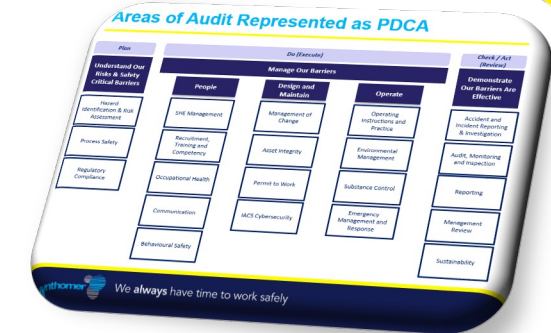 Areas of Audit Represented as PDCA
Plan
Do (Execute)
Check / Act
(Review)
Understand Our
Risks & Safety
Critical Barriers
Manage Our Barriers
Demonstrate
Our Barriers Are
Effective
People
Design and
Maintain
Operate
Hazard
Identification & Risk
Assessment
Process Safety
Regulatory
Compliance
SHE Management
Recruitment,
Training and
Competency
Occupational Health
Communication
Behavioural Safety
Management of
Change
Asset Integrity
Permit to Work
IACS Cybersecurity
Operating
Instructions and
Practice
Environmental
Management
Substance Control
Emergency
Management and
Response
Accident and
Incident Reporting
& Investigation
Audit, Monitoring
and Inspection
Reporting
Management
Review
Sustainability
nthomer
We always have time to work safely